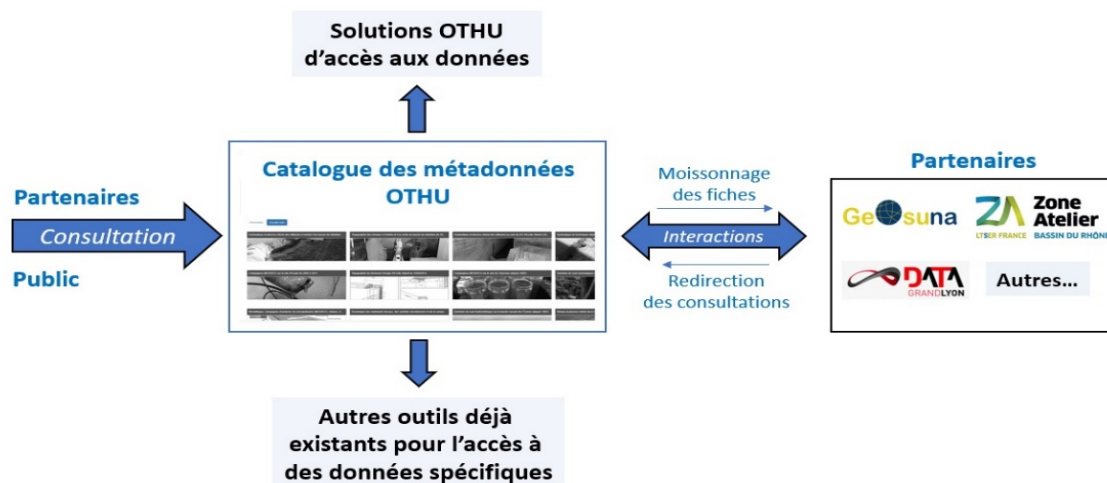 Solutions OTHU
d'accès aux données
Partenaires
Consultation
Public
Catalogue des métadonnées
OTHU
Moissonnage
des fiches
Interactions
Redirection
des consultations
Partenaires
Geosuna
ZA Zone
Atelier
LTSER FRANCE BASSIN DU RHÔNE
DATA
GRANDLYON
Autres...
Autres outils déjà
existants pour l'accès à
des données spécifiques